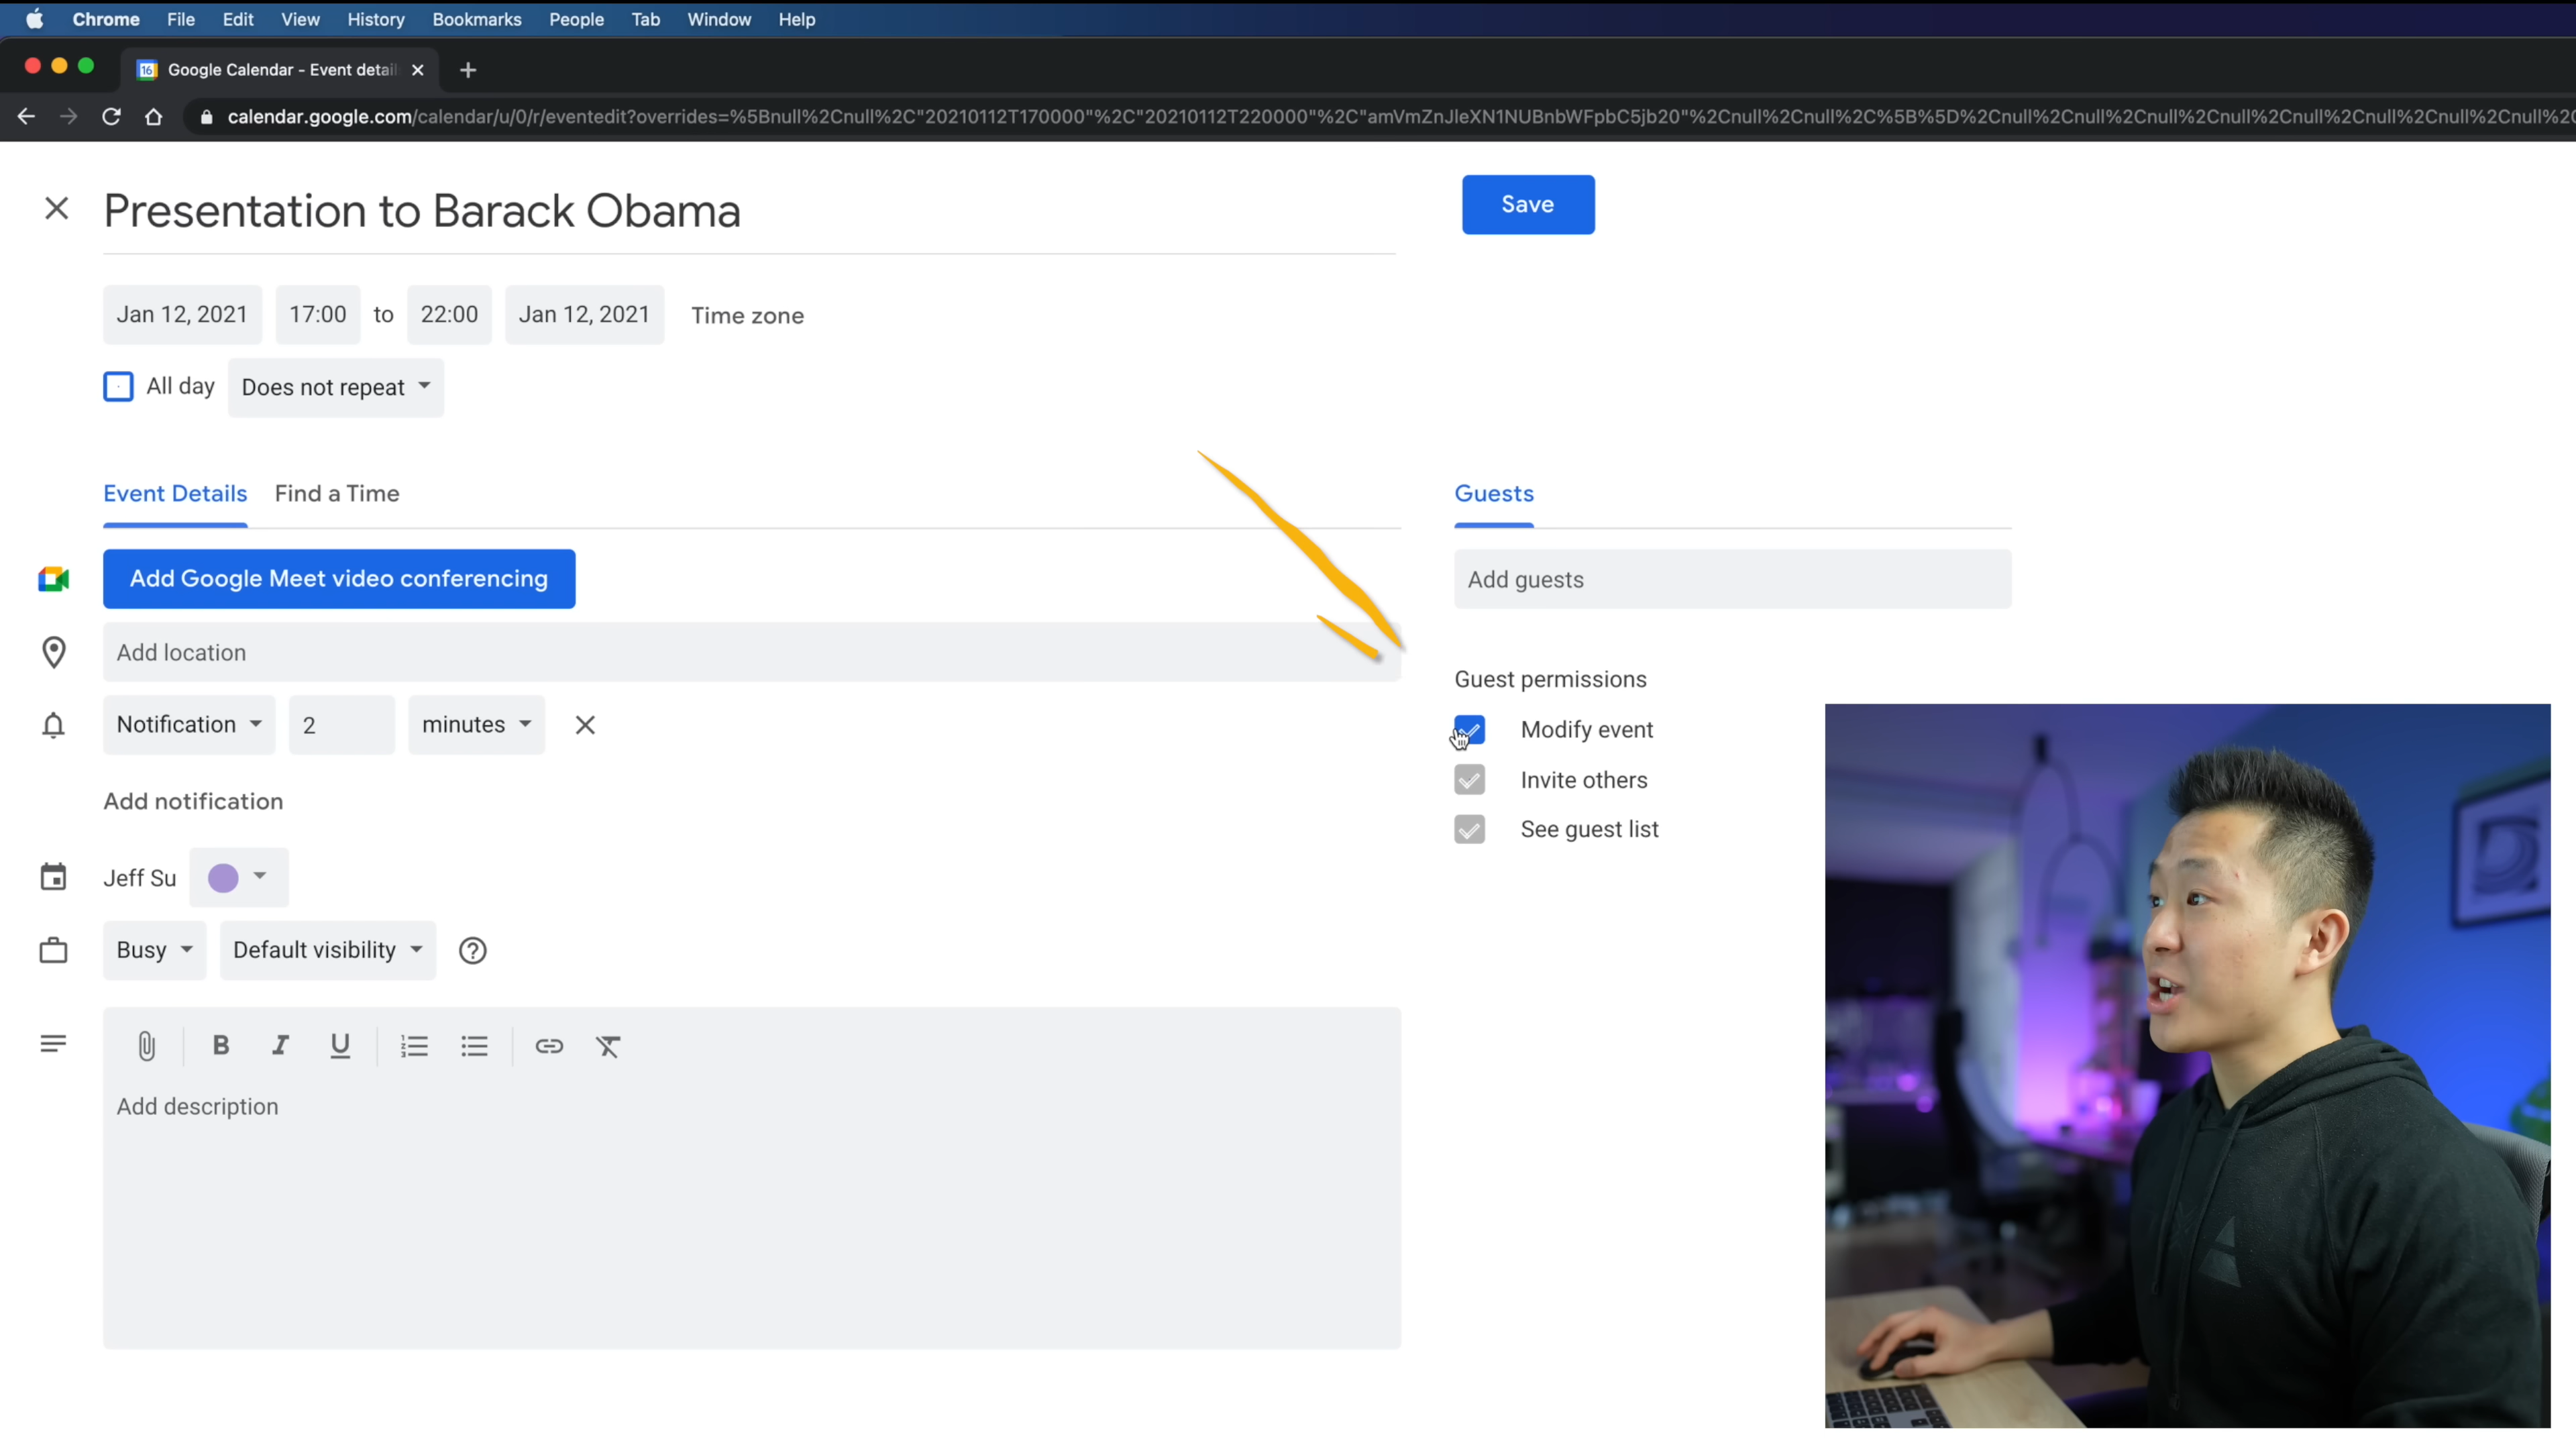 Chrome File Edit View History Bookmarks People Tab Window Help
16 Google Calendar - Event detail
calendar.google.com/calendar/u/0/r/eventedit?overrides=%5Bnull%2Cnull%2C"20210112T170000"%2C"20210112T220000"%2C"amVmZnJleXN1NUBnbWFpbC5jb20"%2Cnull%2Cnull%2C%5B%5D%2Cnull%2Cnull%2Cnull%2Cnull%2Cnull%2Cnull%2Cnull%2
Presentation to Barack Obama Save
Jan 12, 2021 17:00 to 22:00 Jan 12, 2021 Time zone
All day Does not repeat
Event Details Find a Time Guests
Add Google Meet video conferencing Add guests
Add location
Guest permissions
Notification 2 minutes Modify event
Invite others
Add notification
See guest list
Jeff Su
Busy Default visibility ?
B I U
Add description